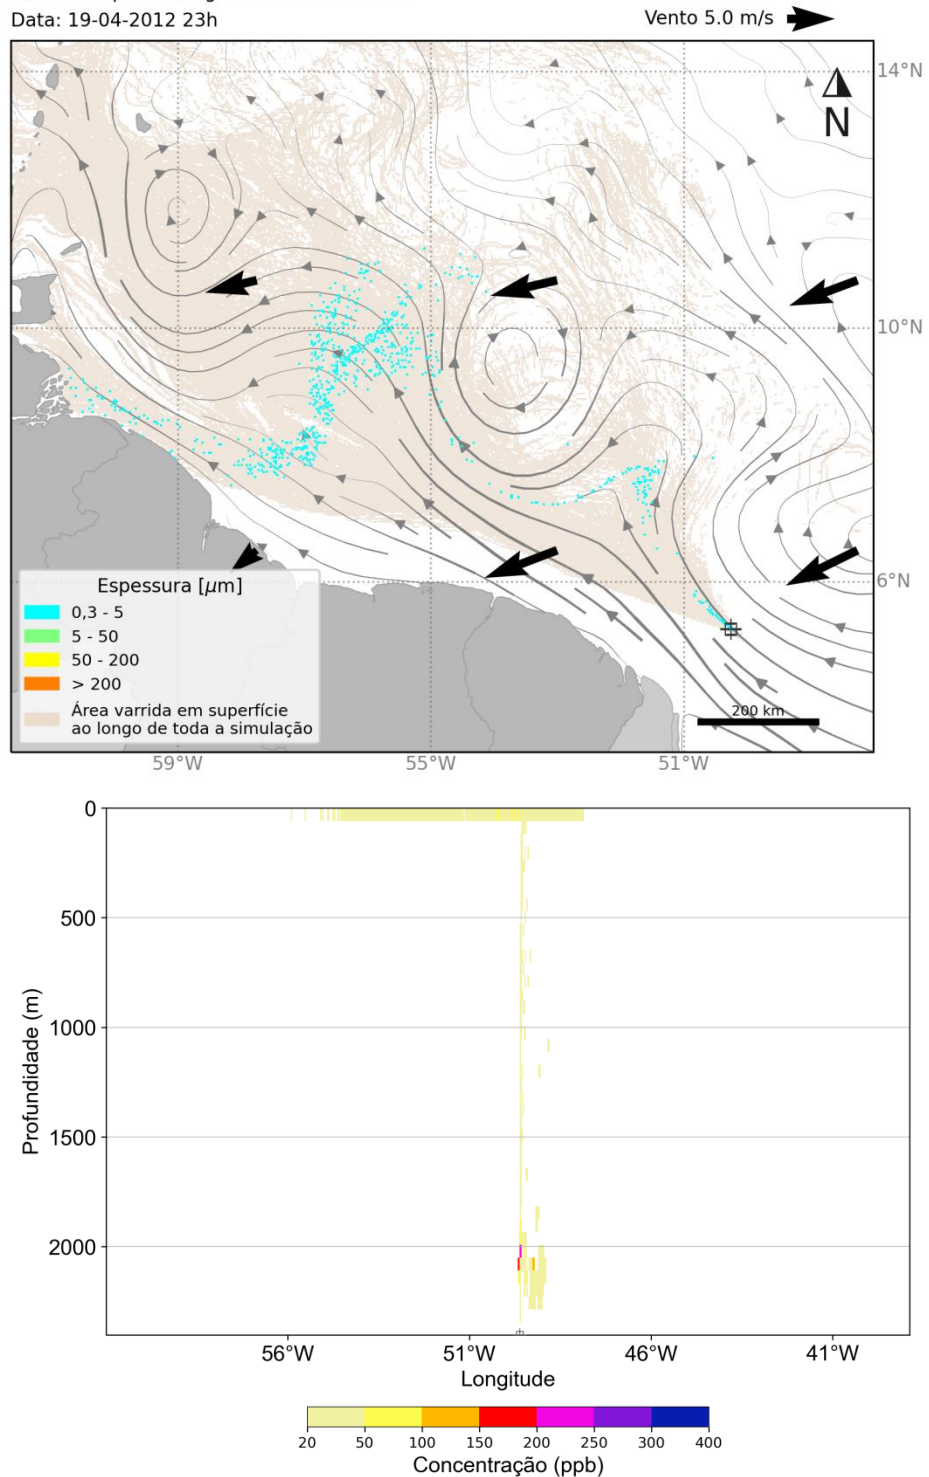 Data: 19-04-2012 23h
Vento 5.0 m/s
14°N
N
10°N
6°N
Espessura [μm]
0,3 - 5
5 - 50
50 - 200
> 200
Área varrida em superfície
ao longo de toda a simulação
200 km
59°W 55°W 51°W
0
500
1000
1500
2000
Profundidade (m)
56°W 51°W 46°W 41°W
Longitude
20 50 100 150 200 250 300 400
Concentração (ppb)